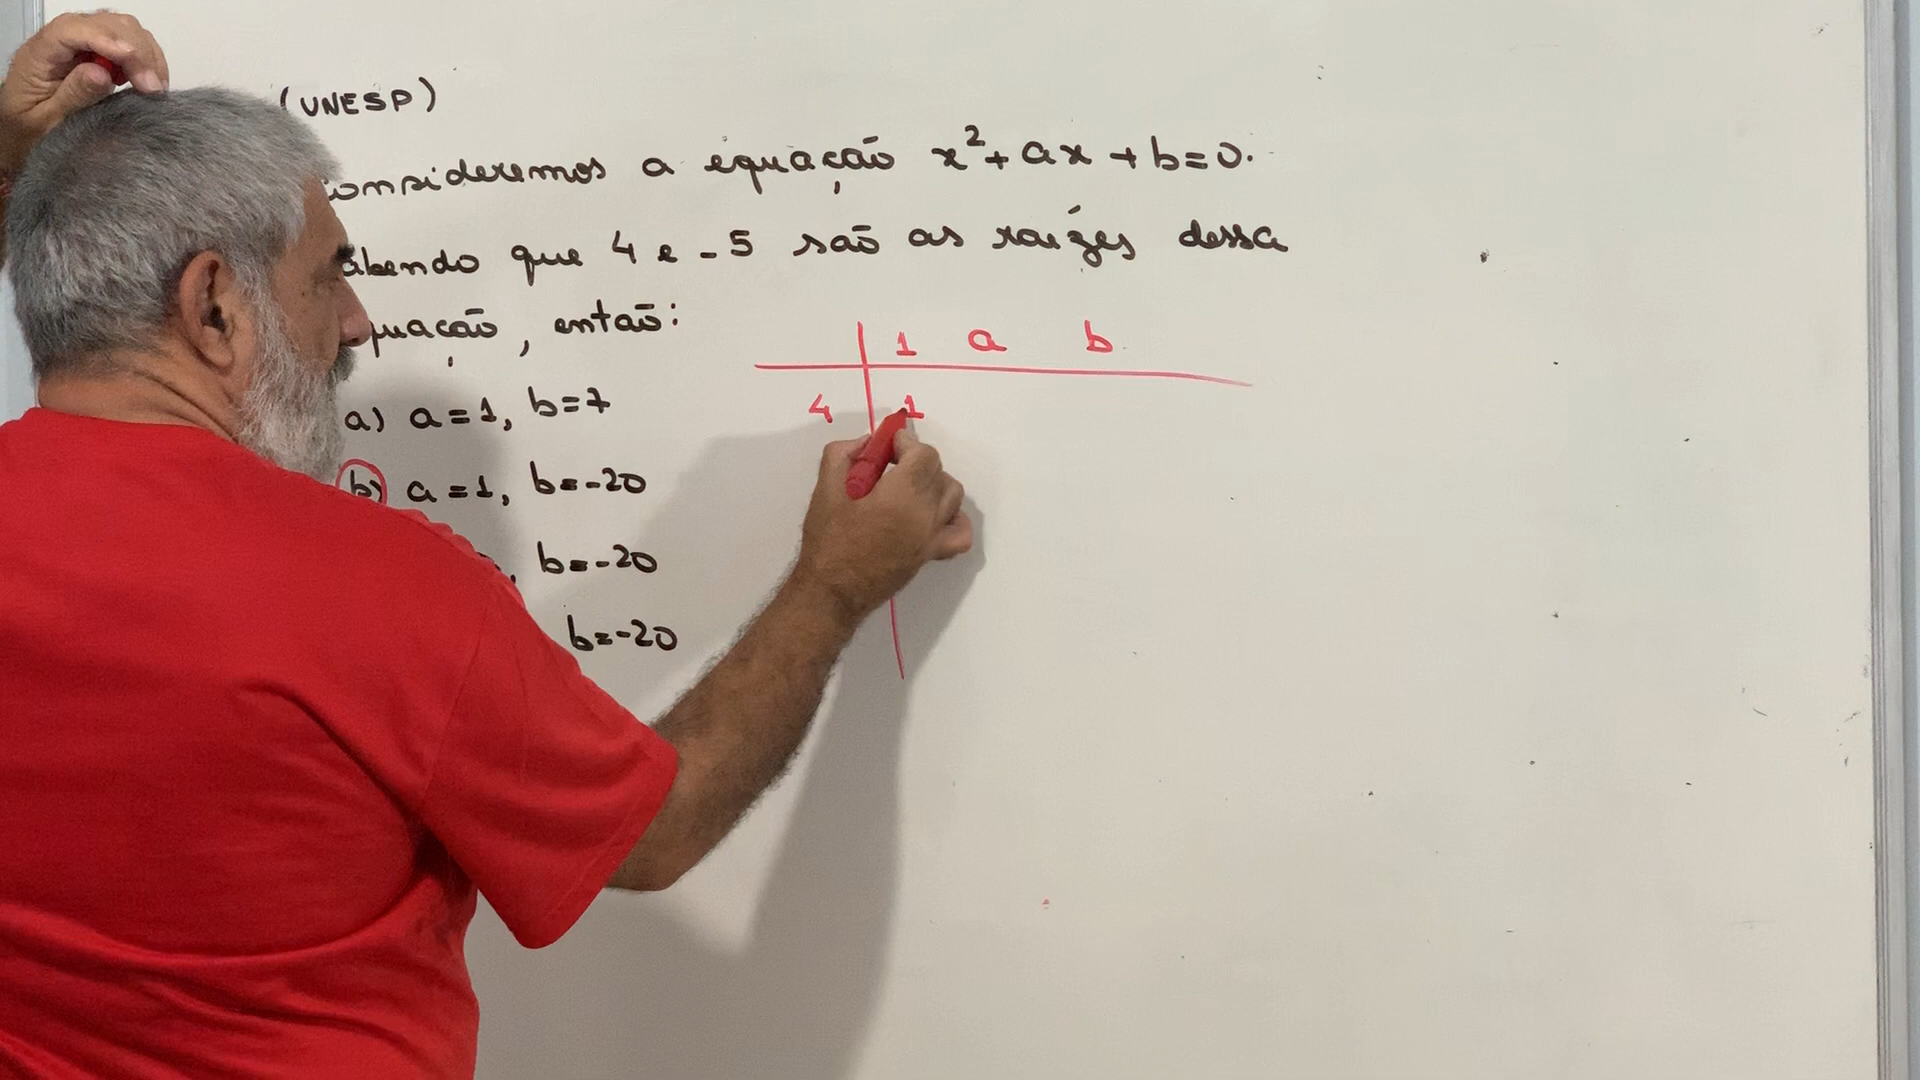 (UNESP)
onsideremos a equação x²+ax+b=0.
abendo que 4 e -5 são as raízes dessa
quação, então:
1 a b
4 1
a) a=1, b=7
b) a=1, b=-20
b=-20
b=-20